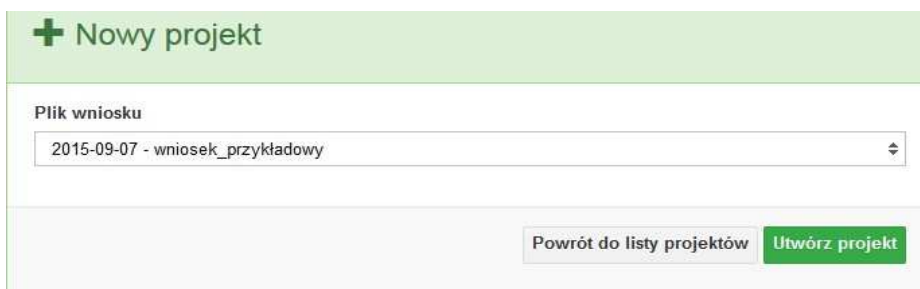 Nowy projekt
Plik wniosku
2015-09-07 - wniosek_przykładowy
Powrót do listy projektów Utwórz projekt